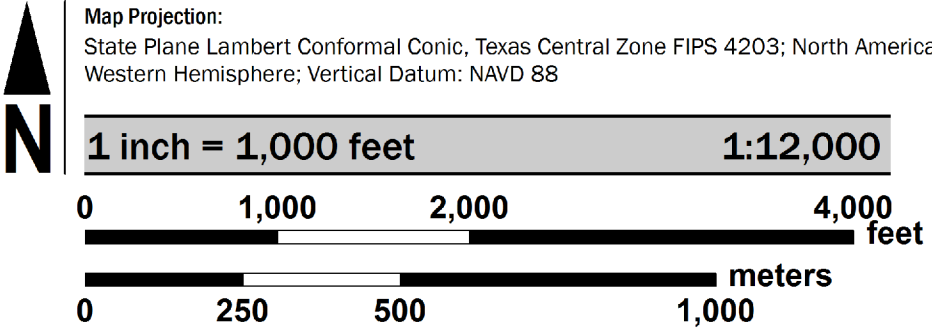 N
Map Projection:
State Plane Lambert Conformal Conic, Texas Central Zone FIPS 4203; North America
Western Hemisphere; Vertical Datum: NAVD 88
1 inch = 1,000 feet 1:12,000
0 1,000 2,000 4,000
feet
meters
0 250 500 1,000